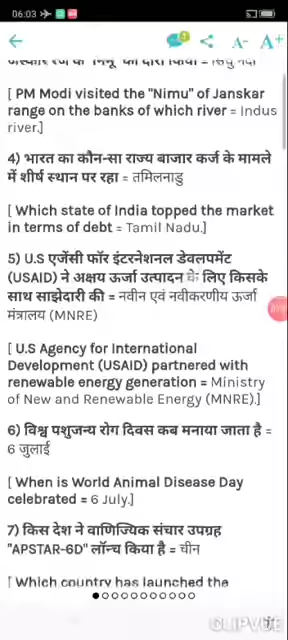 06:03
A- A+
[ PM Modi visited the "Nimu" of Janskar
range on the banks of which river = Indus
river.]
4) भारत का कौन-सा राज्य बाजार कर्ज के मामले
में शीर्ष स्थान पर रहा = तमिलनाडु
[ Which state of India topped the market
in terms of debt = Tamil Nadu.]
5) U.S एजेंसी फॉर इंटरनेशनल डेवलपमेंट
(USAID) ने अक्षय ऊर्जा उत्पादन के लिए किसके
साथ साझेदारी की = नवीन एवं नवीकरणीय ऊर्जा
मंत्रालय (MNRE)
[ U.S Agency for International
Development (USAID) partnered with
renewable energy generation = Ministry
of New and Renewable Energy (MNRE).]
6) विश्व पशुजन्य रोग दिवस कब मनाया जाता है =
6 जुलाई
[ When is World Animal Disease Day
celebrated = 6 July.]
7) किस देश ने वाणिज्यिक संचार उपग्रह
"APSTAR-6D" लॉन्च किया है = चीन
[ Which country has launched the
CLIPVUE